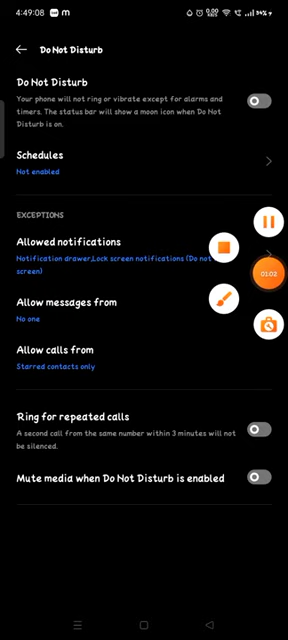 4:49:08 m 0.20 34%
Do Not Disturb
Do Not Disturb
Your phone will not ring or vibrate except for alarms and
timers. The status bar will show a moon icon when Do Not
Disturb is on.
Schedules
Not enabled
EXCEPTIONS
Allowed notifications
Notification drawer,Lock screen notifications (Do not
screen)
01:02
Allow messages from
No one
Allow calls from
Starred contacts only
Ring for repeated calls
A second call from the same number within 3 minutes will not
be silenced.
Mute media when Do Not Disturb is enabled